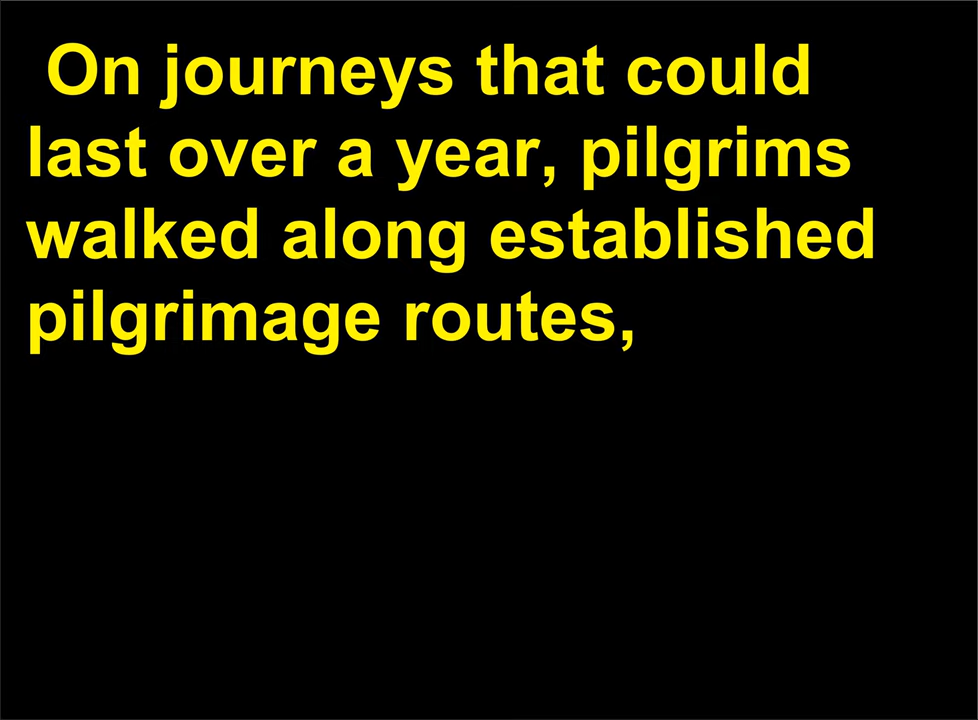 On journeys that could
last over a year, pilgrims
walked along established
pilgrimage routes,